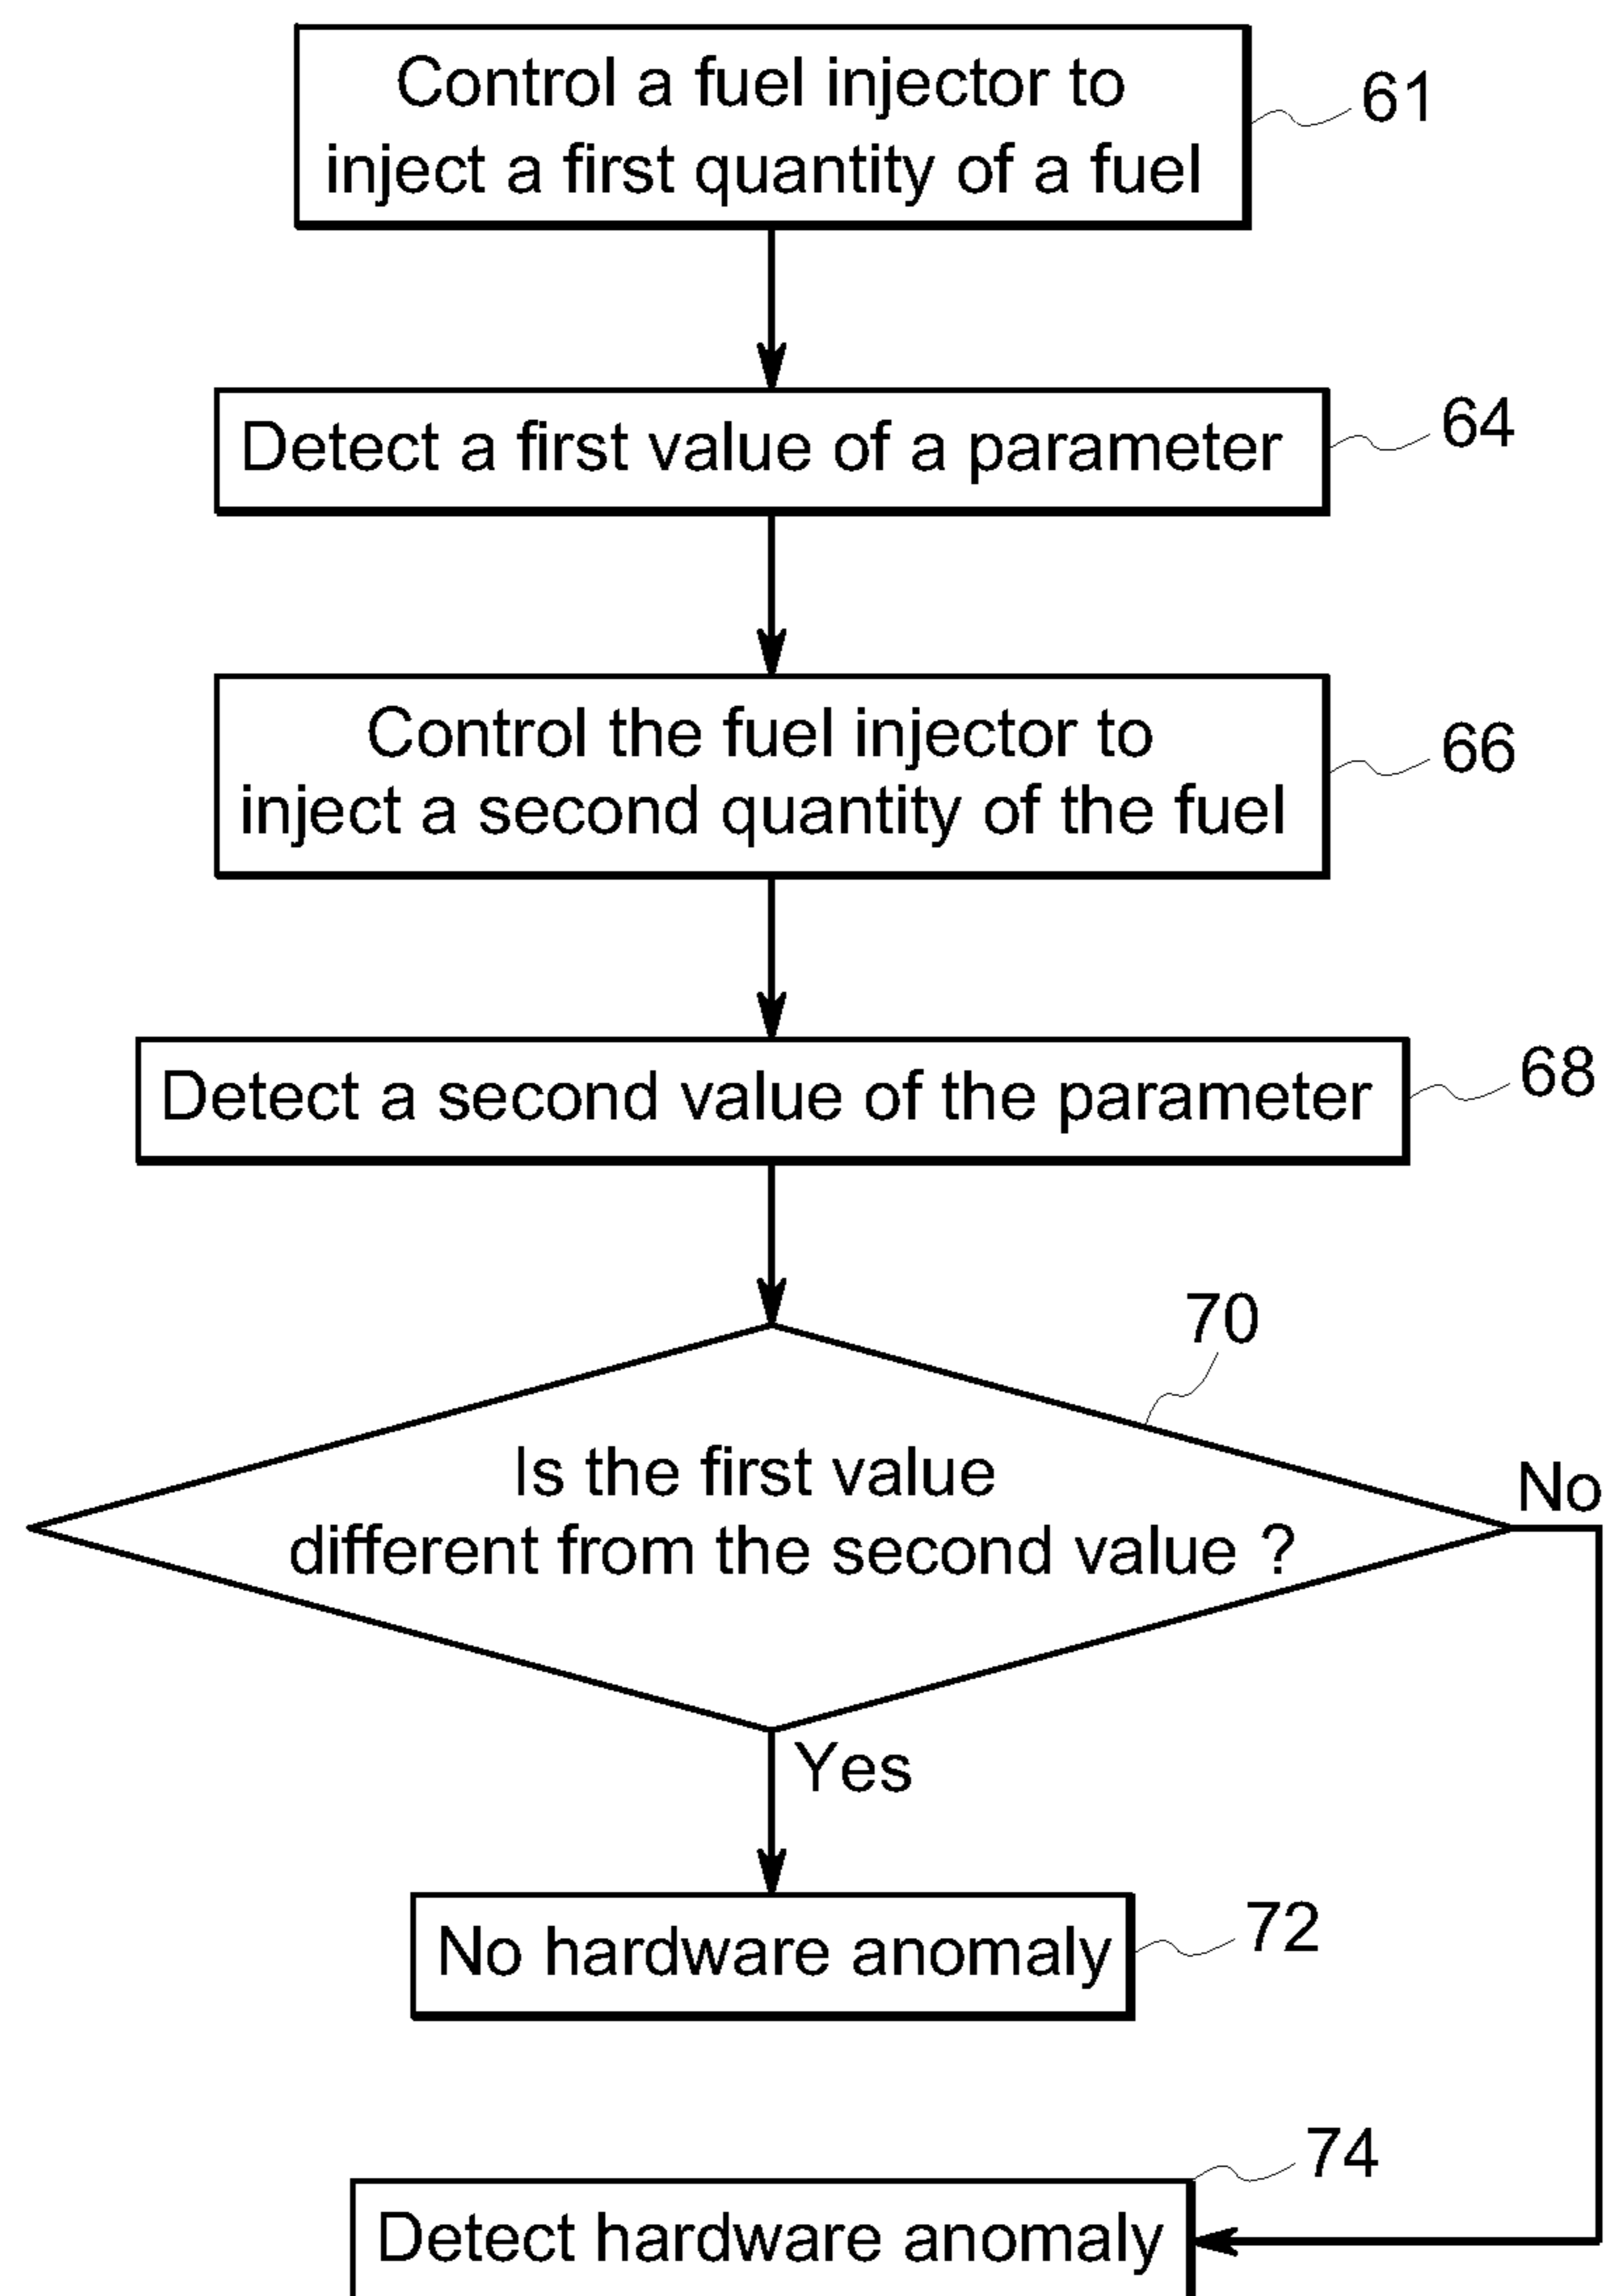 Control a fuel injector to
inject a first quantity of a fuel
61
Detect a first value of a parameter
64
Control the fuel injector to
inject a second quantity of the fuel
66
Detect a second value of the parameter
68
70
Is the first value
different from the second value ?
No
Yes
No hardware anomaly
72
74
Detect hardware anomaly